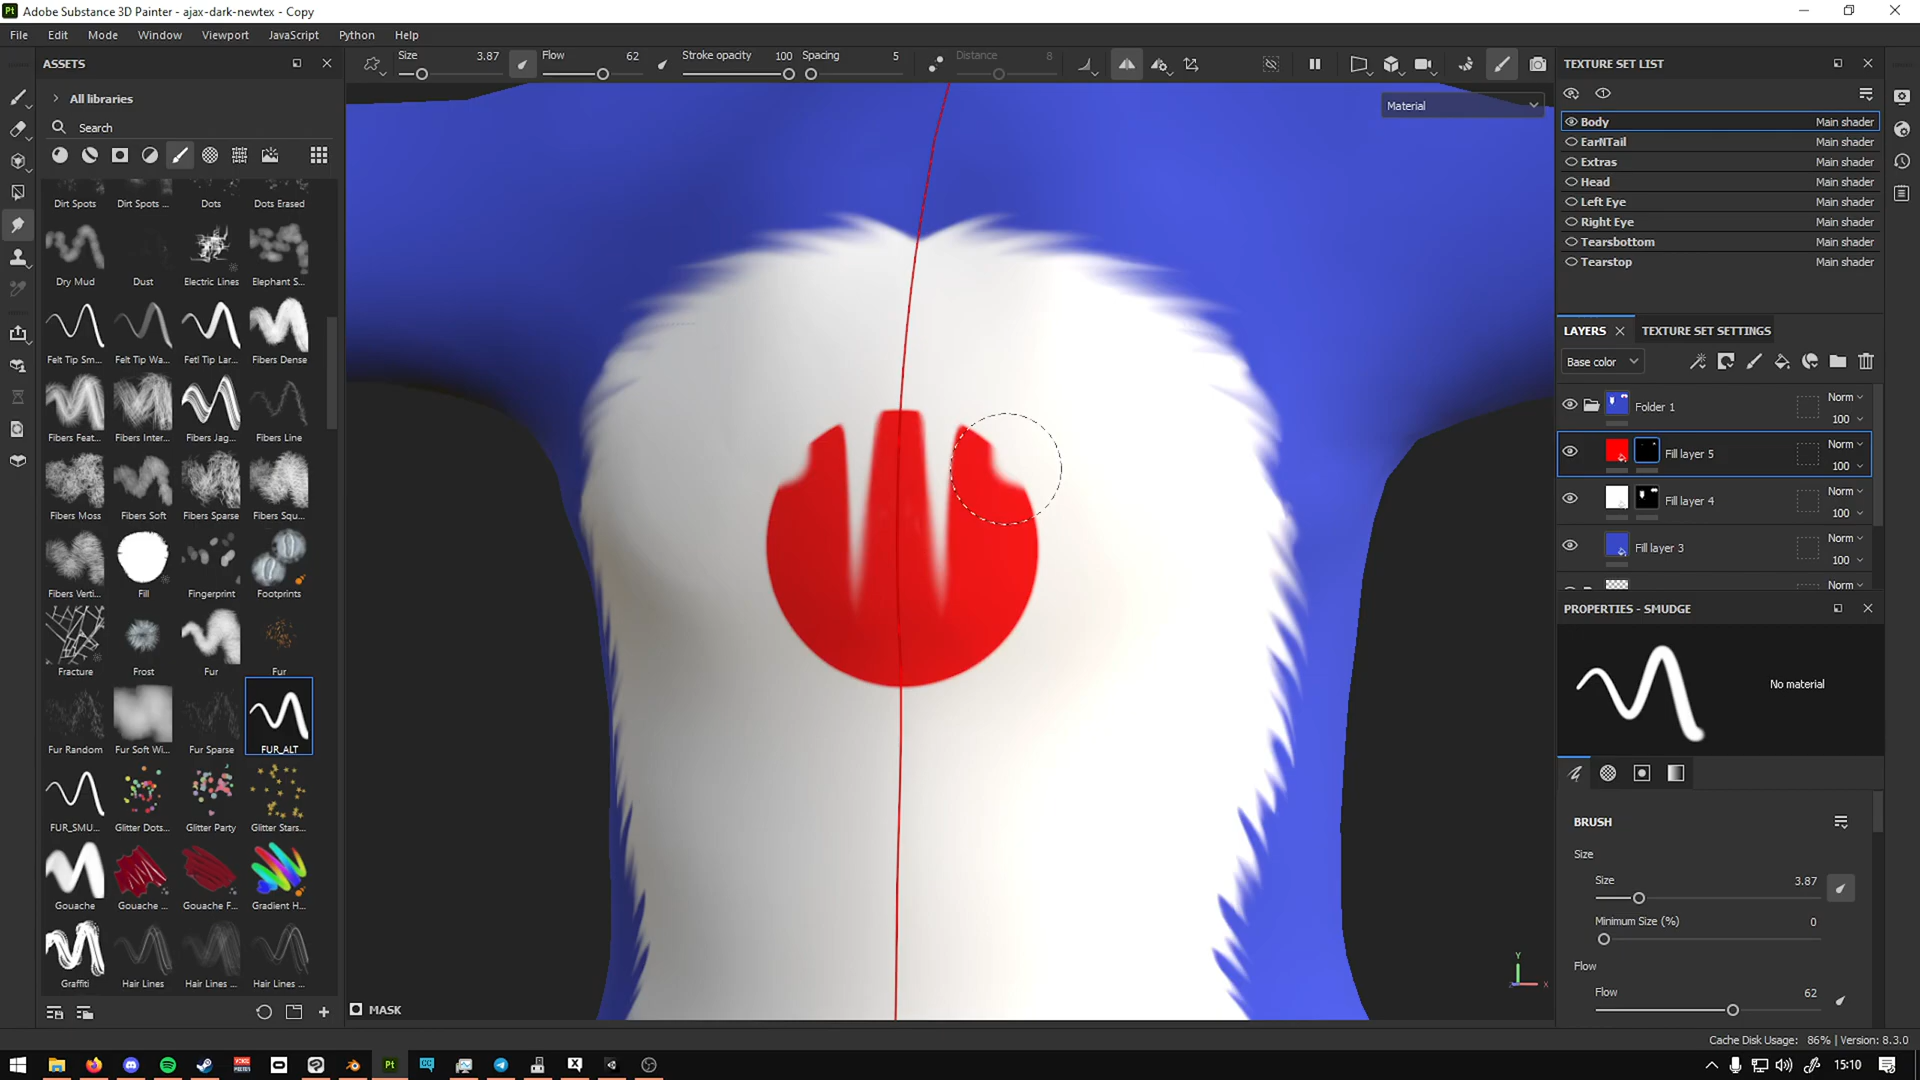 Adobe Substance 3D Painter - ajax-dark-newtex - Copy
File Edit Mode Window Viewport JavaScript Python Help
ASSETS
All libraries
Search
Dirt Spots Dirt Spots ... Dots Dots Erased
Dry Mud Dust Electric Lines Elephant S...
Felt Tip Sm... Felt Tip Wa... Fetl Tip Lar... Fibers Dense
Fibers Feat... Fibers Inter... Fibers Jag... Fibers Line
Fibers Moss Fibers Soft Fibers Sparse Fibers Squ...
Fibers Verti... Fill Fingerprint Footprints
Fracture Frost Fur Fur
Fur Random Fur Soft Wi... Fur Sparse FUR_ALT
FUR_SMU... Glitter Dots... Glitter Party Glitter Stars...
Gouache Gouache ... Gouache F... Gradient H...
Graffiti Hair Lines Hair Lines ... Hair Lines ...
Size 3.87 Flow 62 Stroke opacity 100 Spacing 5 Distance 8
Material
MASK
Y
X
TEXTURE SET LIST
Body Main shader
EarNTail Main shader
Extras Main shader
Head Main shader
Left Eye Main shader
Right Eye Main shader
Tearsbottom Main shader
Tearstop Main shader
LAYERS TEXTURE SET SETTINGS
Base color
Folder 1 Norm 100
Fill layer 5 Norm 100
Fill layer 4 Norm 100
Fill layer 3 Norm 100
Norm
PROPERTIES - SMUDGE
No material
BRUSH
Size
Size 3.87
Minimum Size (%) 0
Flow
Flow 62
Cache Disk Usage: 86% | Version: 8.3.0
Pt
CC
15:10